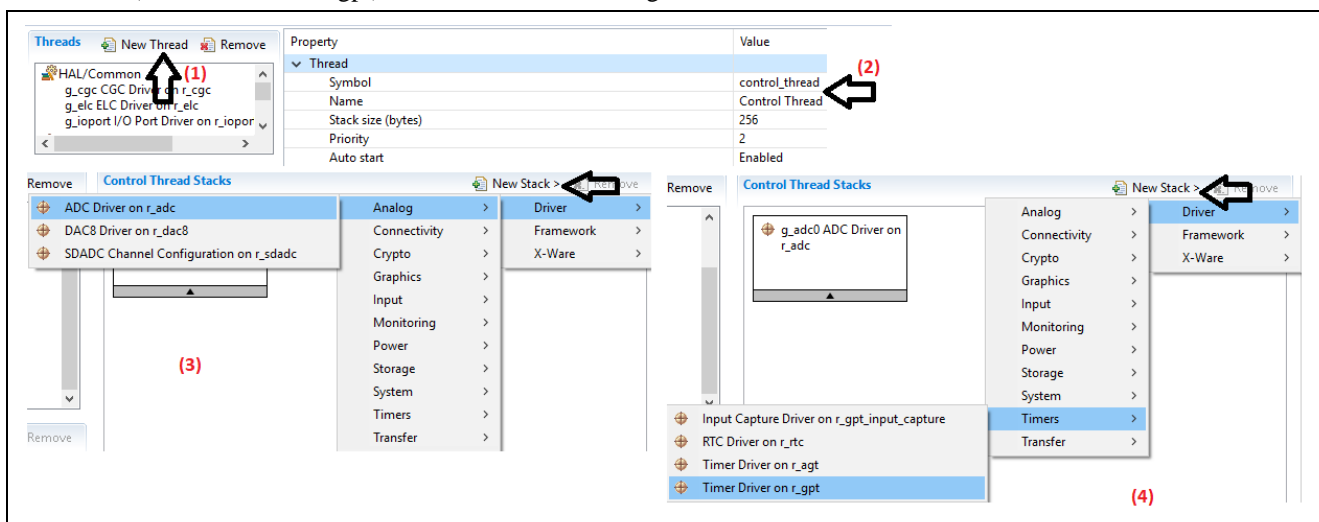 Threads New Thread Remove
HAL/Common
(1)
g_cgc CGC Driver on r_cgc
g_elc ELC Driver on r_elc
g_ioport I/O Port Driver on r_iopor
Property Value
Thread
Symbol control_thread
Name Control Thread
Stack size (bytes) 256
Priority 2
Auto start Enabled
(2)
Remove Control Thread Stacks New Stack > Remove
ADC Driver on r_adc
DAC8 Driver on r_dac8
SDADC Channel Configuration on r_sdadc
Analog > Driver >
Connectivity > Framework >
Crypto > X-Ware >
Graphics >
Input >
Monitoring >
Power >
Storage >
System >
Timers >
Transfer >
(3)
Remove
Remove Control Thread Stacks New Stack > Remove
g_adc0 ADC Driver on
r_adc
Analog > Driver >
Connectivity > Framework >
Crypto > X-Ware >
Graphics >
Input >
Monitoring >
Power >
Storage >
System >
Timers >
Transfer >
Input Capture Driver on r_gpt_input_capture
RTC Driver on r_rtc
Timer Driver on r_agt
Timer Driver on r_gpt
(4)